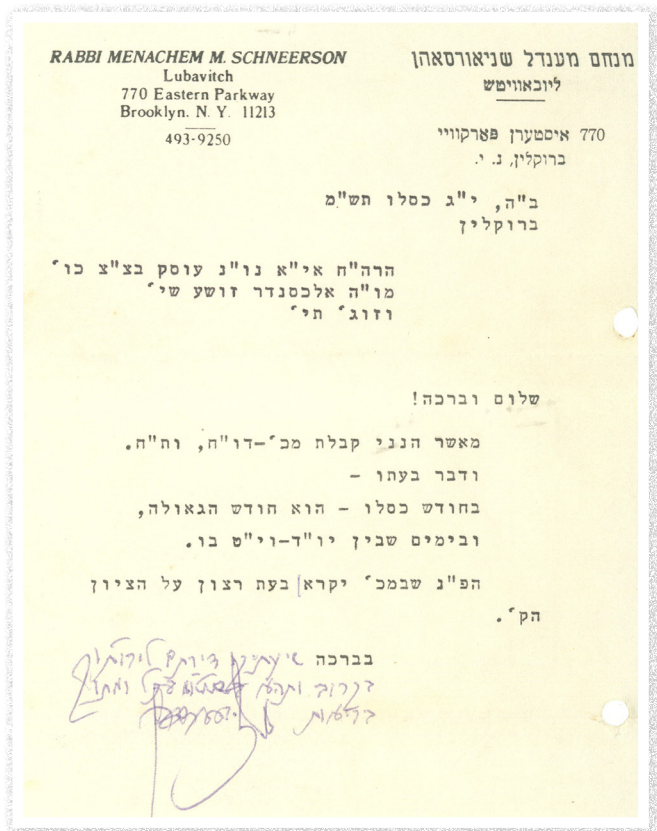 RABBI MENACHEM M. SCHNEERSON
Lubavitch
770 Eastern Parkway
Brooklyn. N. Y. 11213
493-9250
מנחם מענדל שניאורסאהן
ליובאוויטש
770 איסטערן פארקוויי
ברוקלין, נ. י.
ב"ה, י"ג כסלו תש"מ
ברוקלין
הרה"ח אי"א נו"נ עוסק בצ"צ כו'
מו"ה אלכסנדר זושע שי'
וזוג' תי'
שלום וברכה!
מאשר הנני קבלת מכ'-דו"ח, ות"ח.
ודבר בעתו -
בחודש כסלו - הוא חודש הגאולה,
ובימים שבין יו"ד-וי"ט בו.
הפ"נ שבמכ' יקרא בעת רצון על הציון
הק'.
בברכה